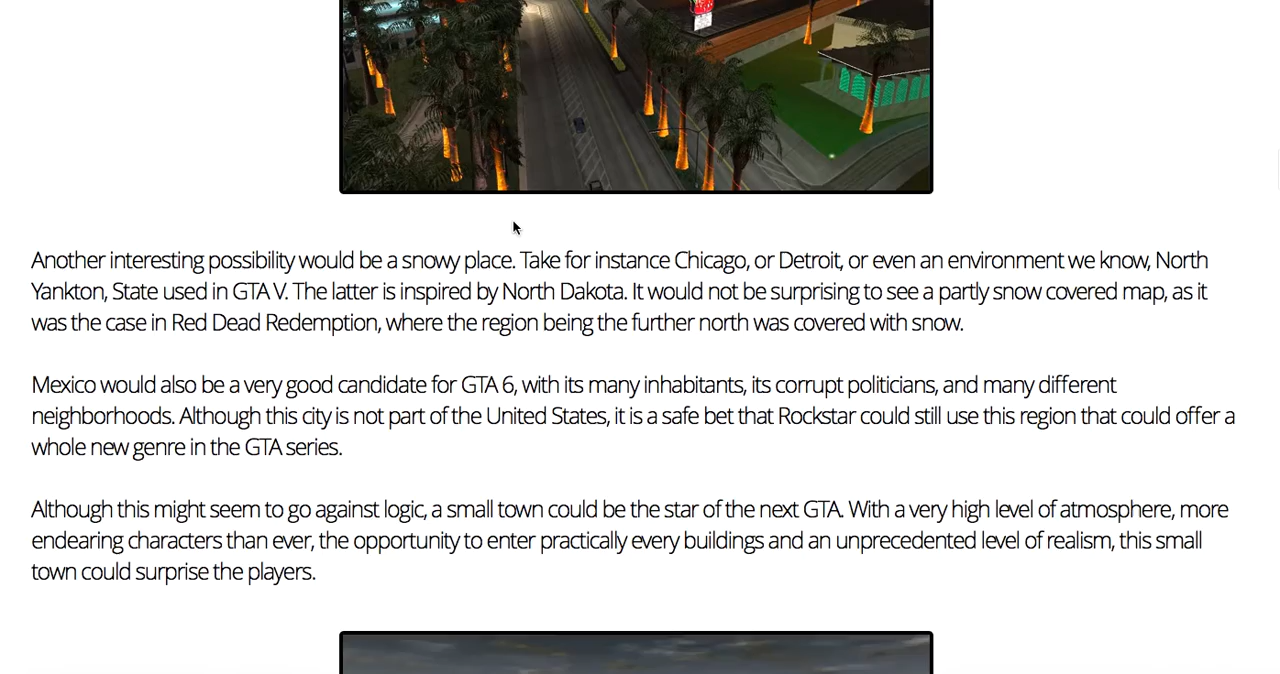 Another interesting possibility would be a snowy place. Take for instance Chicago, or Detroit, or even an environment we know, North
Yankton, State used in GTA V. The latter is inspired by North Dakota. It would not be surprising to see a partly snow covered map, as it
was the case in Red Dead Redemption, where the region being the further north was covered with snow.
Mexico would also be a very good candidate for GTA 6, with its many inhabitants, its corrupt politicians, and many different
neighborhoods. Although this city is not part of the United States, it is a safe bet that Rockstar could still use this region that could offer a
whole new genre in the GTA series.
Although this might seem to go against logic, a small town could be the star of the next GTA. With a very high level of atmosphere, more
endearing characters than ever, the opportunity to enter practically every buildings and an unprecedented level of realism, this small
town could surprise the players.